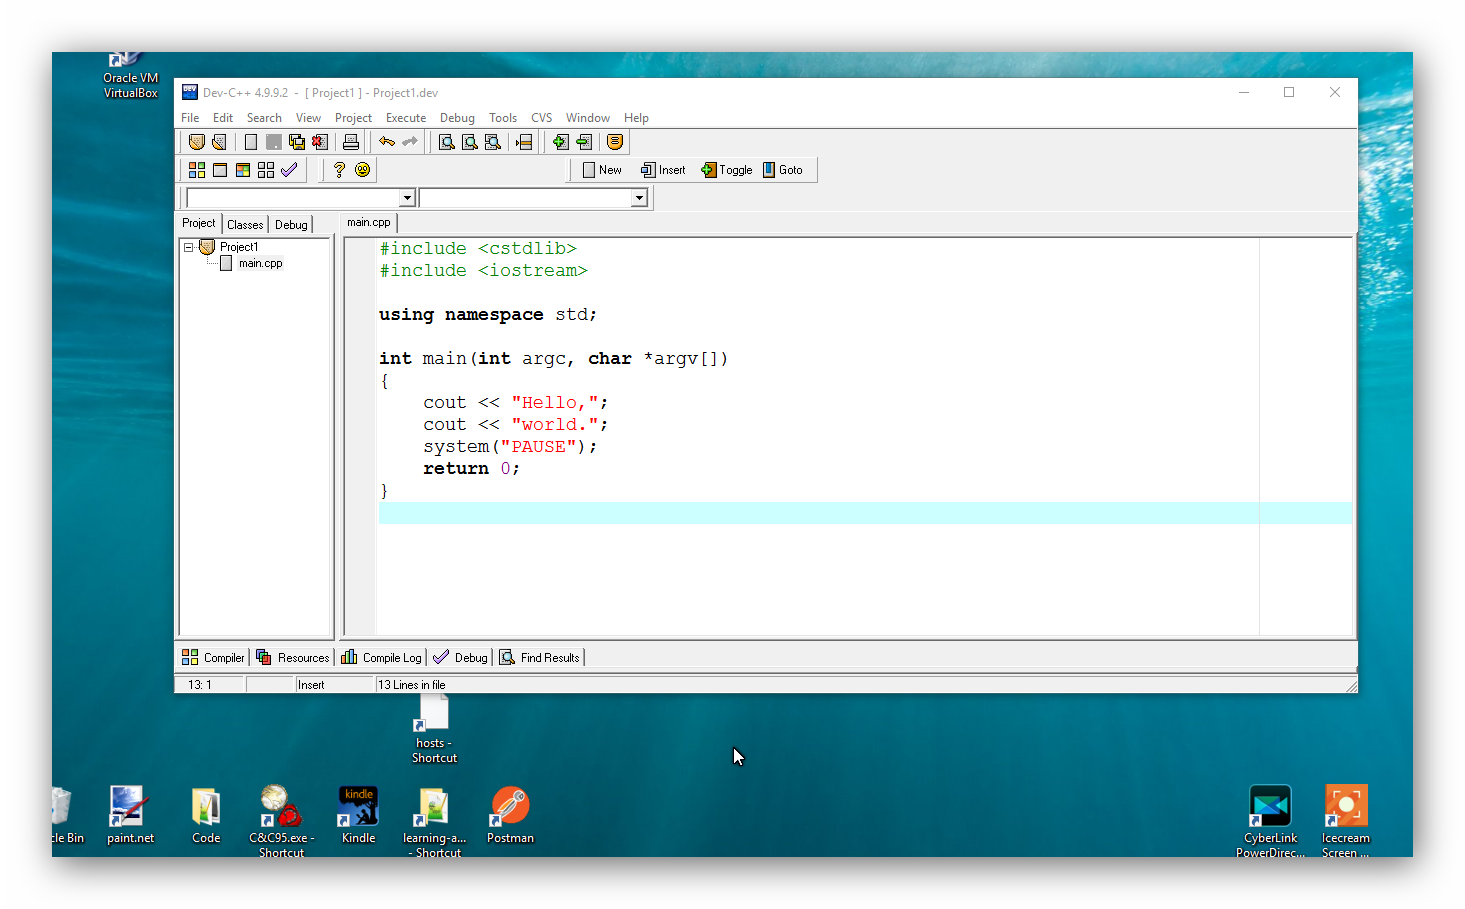 Oracle VM
VirtualBox
Dev-C++ 4.9.9.2 - [ Project1 ] - Project1.dev
File Edit Search View Project Execute Debug Tools CVS Window Help
New Insert Toggle Goto
Project Classes Debug
main.cpp
Project1
main.cpp
#include <cstdlib>
#include <iostream>
using namespace std;
int main(int argc, char *argv[])
{
cout << "Hello,";
cout << "world.";
system("PAUSE");
return 0;
}
Compiler Resources Compile Log Debug Find Results
13: 1 Insert 13 Lines in file
hosts -
Shortcut
kindle
cle Bin
paint.net
Code
C&C95.exe -
Shortcut
Kindle
learning-a...
- Shortcut
Postman
CyberLink
PowerDirec...
Icecream
Screen ...